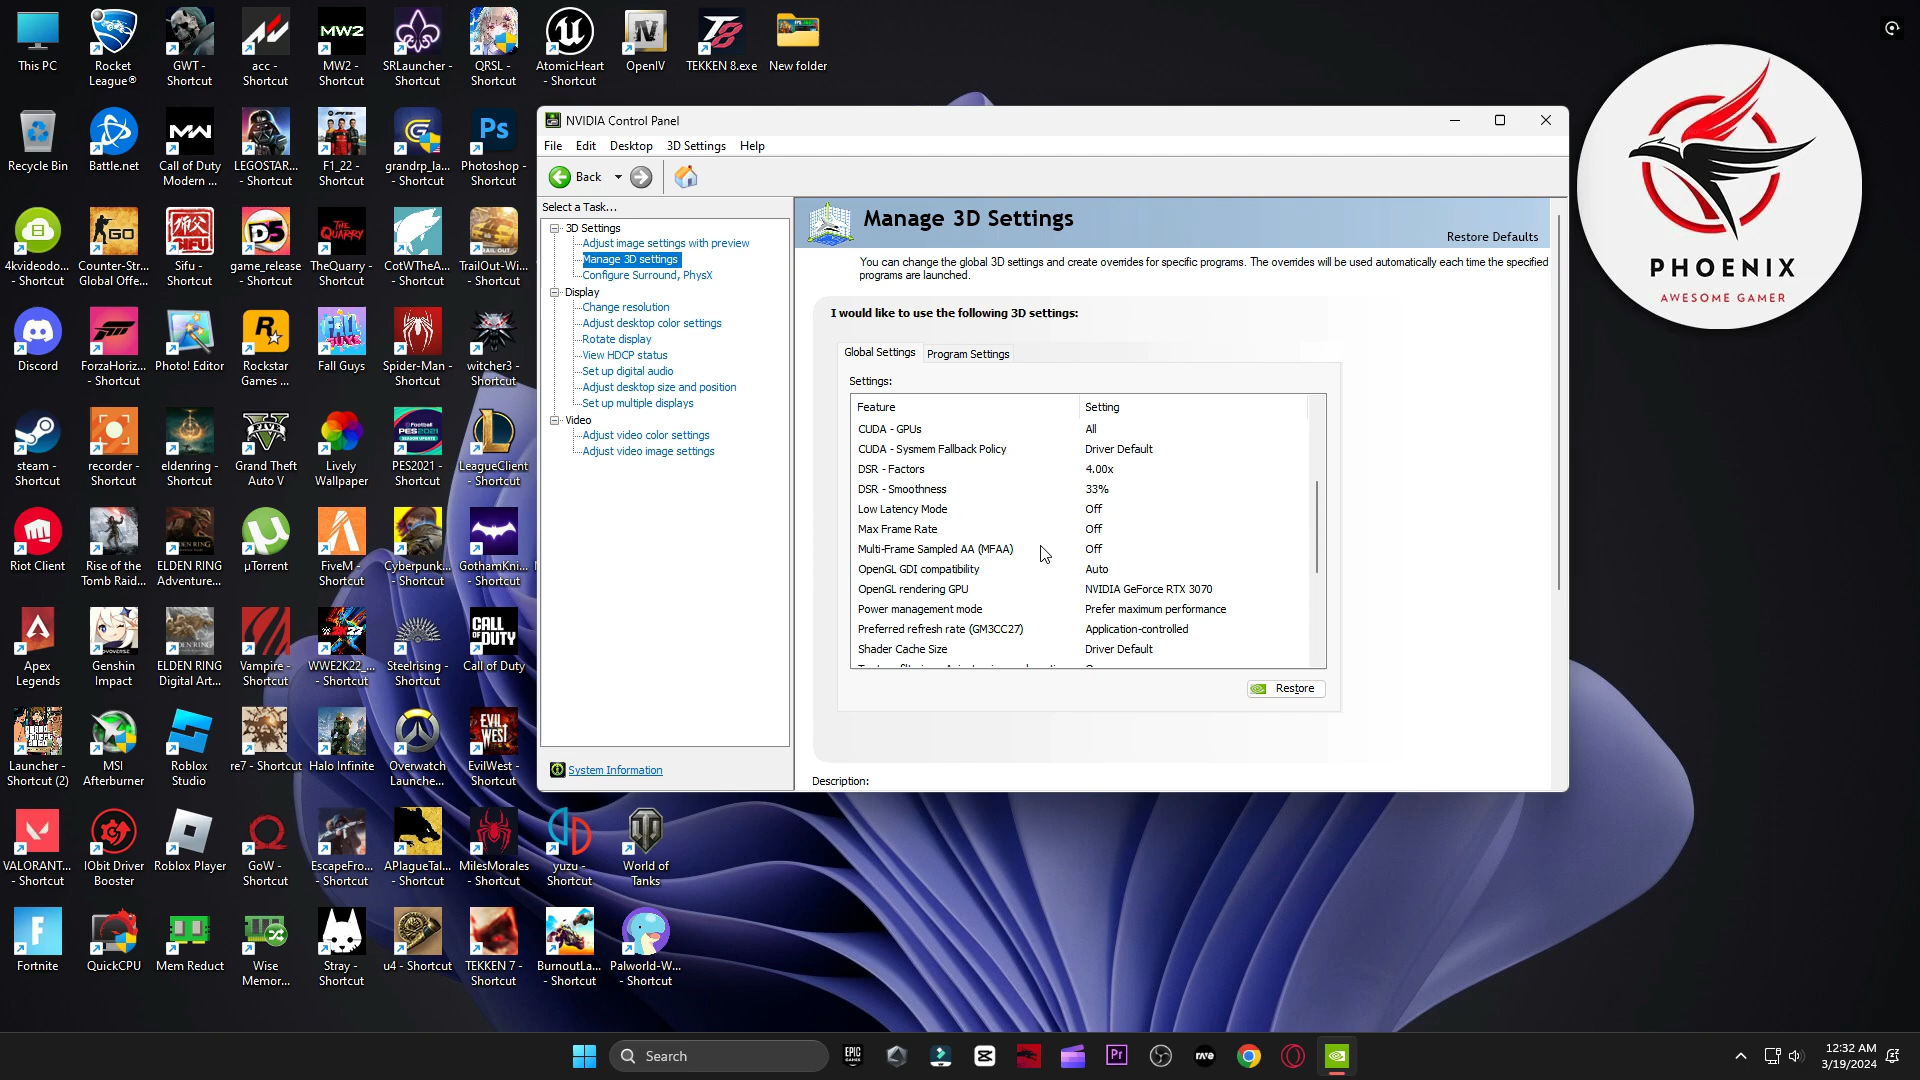 This PC
Rocket
League®
GWT -
Shortcut
acc -
Shortcut
MW2
MW2 -
Shortcut
SRLauncher -
Shortcut
QRSL -
Shortcut
AtomicHeart
- Shortcut
OpenIV
TEKKEN 8.exe
New folder
Recycle Bin
Battle.net
Call of Duty
Modern ...
LEGOSTAR...
- Shortcut
F1_22 -
Shortcut
grandrp_la...
- Shortcut
Ps
Photoshop -
Shortcut
4kvideodo...
- Shortcut
GO
Counter-Str...
Global Offe...
Sifu -
Shortcut
D5
game_release
- Shortcut
THE
QUARRY
TheQuarry -
Shortcut
CotWTheA...
- Shortcut
TrailOut-Wi...
- Shortcut
Discord
ForzaHoriz...
- Shortcut
Photo! Editor
Rockstar
Games ...
Fall Guys
Spider-Man -
Shortcut
witcher3 -
Shortcut
steam -
Shortcut
recorder -
Shortcut
eldenring -
Shortcut
Grand Theft
Auto V
Lively
Wallpaper
PES2021 -
Shortcut
LeagueClient
- Shortcut
Riot Client
Rise of the
Tomb Raid...
ELDEN RING
Adventure...
µTorrent
FiveM -
Shortcut
Cyberpunk...
- Shortcut
GothamKni...
- Shortcut
Apex
Legends
Genshin
Impact
ELDEN RING
Digital Art...
Vampire -
Shortcut
WWE2K22_...
- Shortcut
Steelrising -
Shortcut
CALL
OF DUTY
Call of Duty
Launcher -
Shortcut (2)
MSI
Afterburner
Roblox
Studio
re7 - Shortcut
Halo Infinite
Overwatch
Launche...
EVIL
WEST
EvilWest -
Shortcut
VALORANT...
- Shortcut
IObit Driver
Booster
Roblox Player
GoW -
Shortcut
EscapeFro...
- Shortcut
APlagueTal...
- Shortcut
MilesMorales
- Shortcut
yuzu -
Shortcut
World of
Tanks
Fortnite
QuickCPU
Mem Reduct
Wise
Memor...
Stray -
Shortcut
u4 - Shortcut
TEKKEN 7 -
Shortcut
BurnoutLa...
- Shortcut
Palworld-W...
- Shortcut
NVIDIA Control Panel
File Edit Desktop 3D Settings Help
Back
Select a Task...
3D Settings
Adjust image settings with preview
Manage 3D settings
Configure Surround, PhysX
Display
Change resolution
Adjust desktop color settings
Rotate display
View HDCP status
Set up digital audio
Adjust desktop size and position
Set up multiple displays
Video
Adjust video color settings
Adjust video image settings
System Information
Manage 3D Settings
Restore Defaults
You can change the global 3D settings and create overrides for specific programs. The overrides will be used automatically each time the specified
programs are launched.
I would like to use the following 3D settings:
Global Settings Program Settings
Settings:
Feature Setting
CUDA - GPUs All
CUDA - Sysmem Fallback Policy Driver Default
DSR - Factors 4.00x
DSR - Smoothness 33%
Low Latency Mode Off
Max Frame Rate Off
Multi-Frame Sampled AA (MFAA) Off
OpenGL GDI compatibility Auto
OpenGL rendering GPU NVIDIA GeForce RTX 3070
Power management mode Prefer maximum performance
Preferred refresh rate (GM3CC27) Application-controlled
Shader Cache Size Driver Default
Restore
Description:
PHOENIX
AWESOME GAMER
Search
EPIC
GAMES
Pr
12:32 AM
3/19/2024